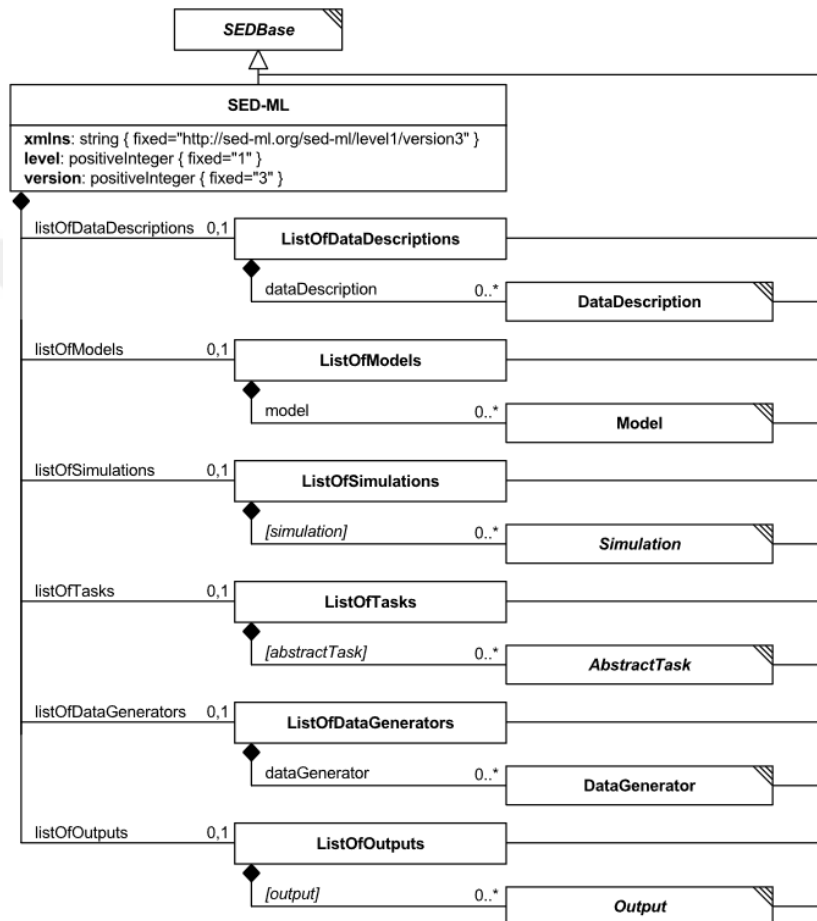 SEDBase
SED-ML
xmlns: string { fixed="http://sed-ml.org/sed-ml/level1/version3" }
level: positiveInteger { fixed="1" }
version: positiveInteger { fixed="3" }
listOfDataDescriptions 0,1 ListOfDataDescriptions
dataDescription 0..* DataDescription
listOfModels 0,1 ListOfModels
model 0..* Model
listOfSimulations 0,1 ListOfSimulations
[simulation] 0..* Simulation
listOfTasks 0,1 ListOfTasks
[abstractTask] 0..* AbstractTask
listOfDataGenerators 0,1 ListOfDataGenerators
dataGenerator 0..* DataGenerator
listOfOutputs 0,1 ListOfOutputs
[output] 0..* Output